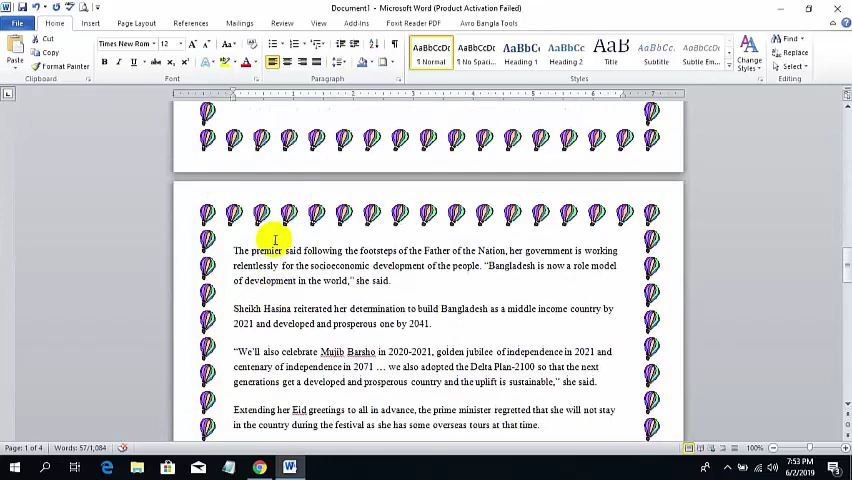 Document1 - Microsoft Word (Product Activation Failed)
File Home Insert Page Layout References Mailings Review View Add-Ins Foxit Reader PDF Avro Bangla Tools
Paste Cut Copy Format Painter Clipboard
Times New Rom 12 Font
Paragraph
AaBbCcDc ¶ Normal AaBbCcDc ¶ No Spaci... AaBbC Heading 1 AaBbCc Heading 2 AaB Title AaBbCc. Subtitle AaBbCcDc Subtle Em... Change Styles Styles
Find Replace Select Editing
1 2 3 4 5 6 7
The premier said following the footsteps of the Father of the Nation, her government is working
relentlessly for the socioeconomic development of the people. “Bangladesh is now a role model
of development in the world,” she said.
Sheikh Hasina reiterated her determination to build Bangladesh as a middle income country by
2021 and developed and prosperous one by 2041.
“We’ll also celebrate Mujib Barsho in 2020-2021, golden jubilee of independence in 2021 and
centenary of independence in 2071 … we also adopted the Delta Plan-2100 so that the next
generations get a developed and prosperous country and the uplift is sustainable,” she said.
Extending her Eid greetings to all in advance, the prime minister regretted that she will not stay
in the country during the festival as she has some overseas tours at that time.
Page: 1 of 4 Words: 57/1,084 100%
7:53 PM
6/2/2019